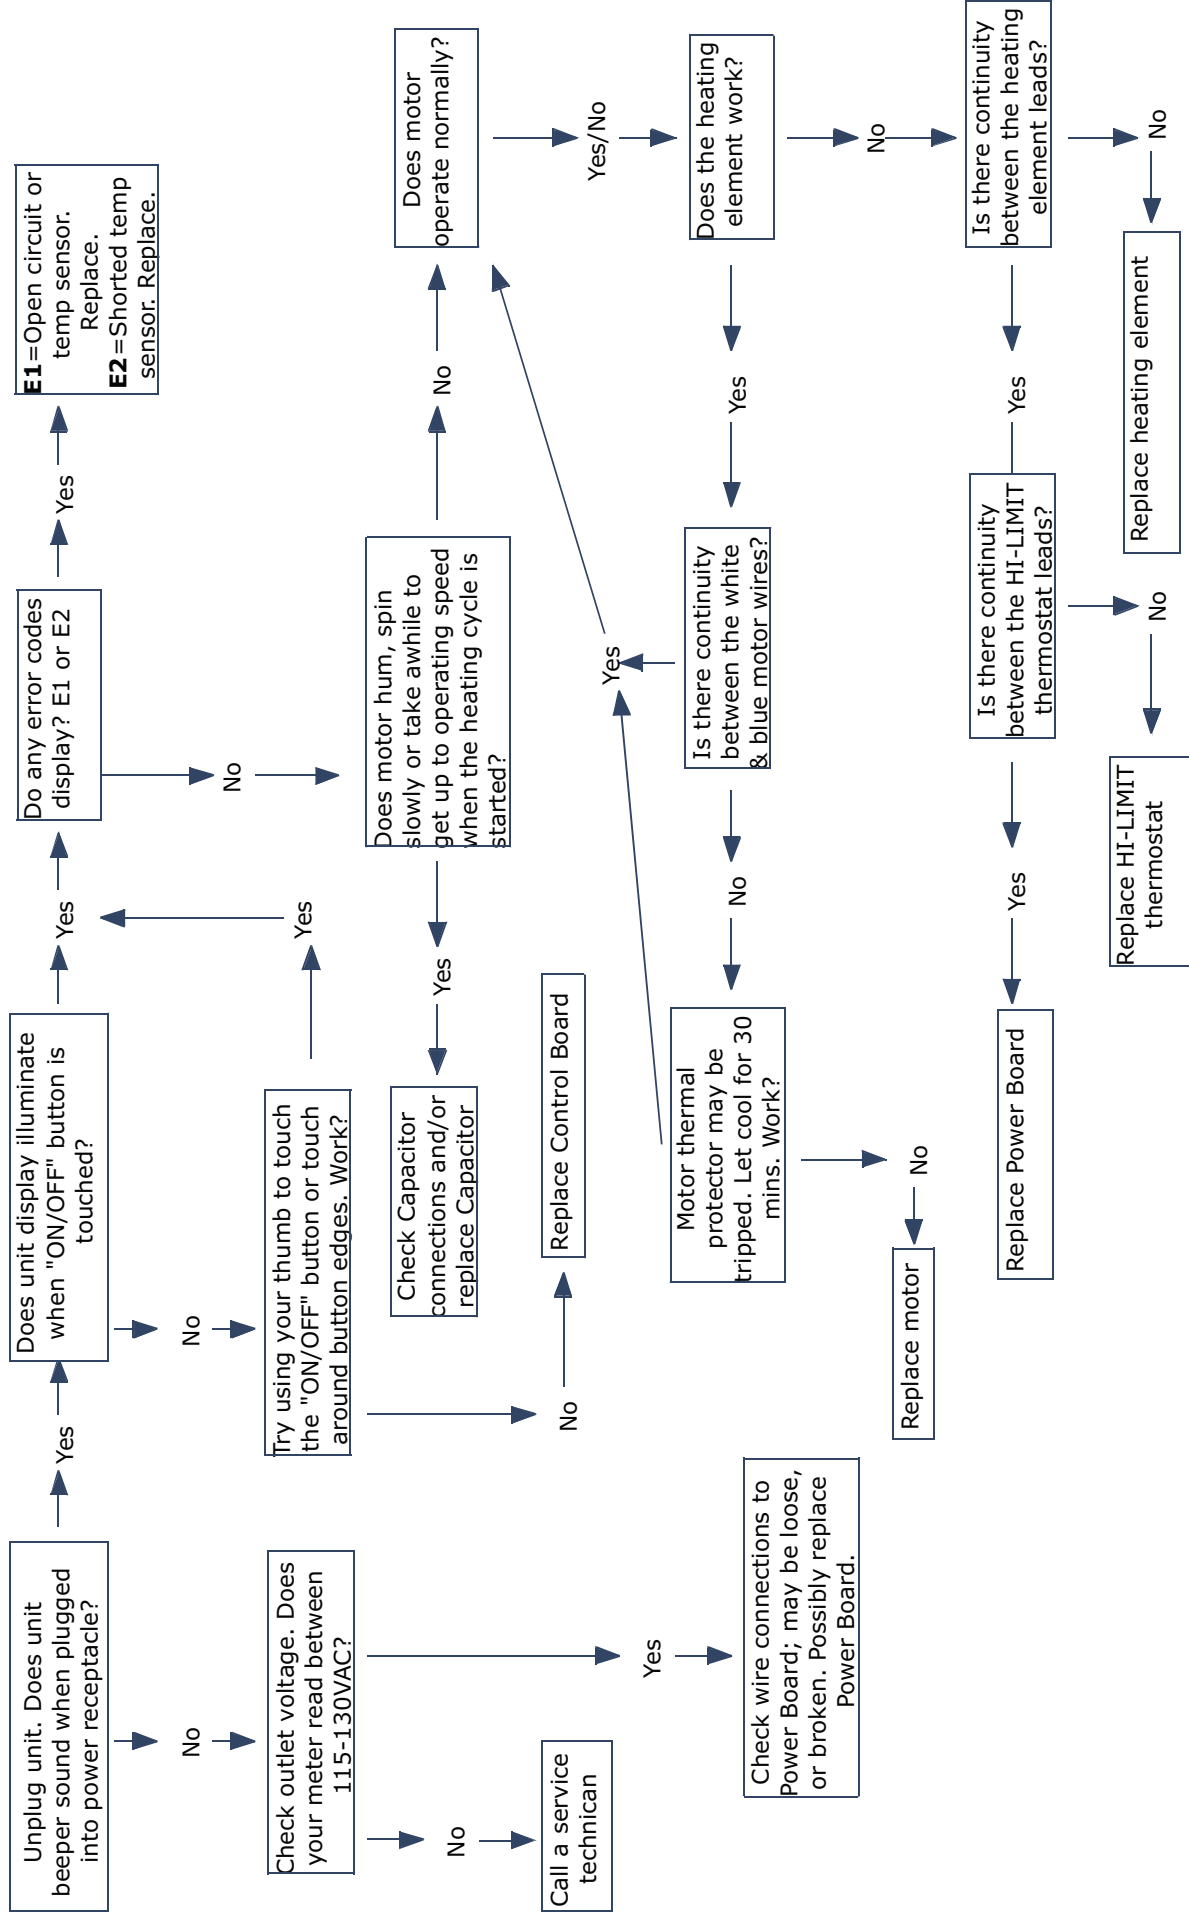 Unplug unit. Does unit
beeper sound when plugged
into power receptacle?
Yes
Does unit display illuminate
when "ON/OFF" button is
touched?
Yes
Do any error codes
display? E1 or E2
Yes
E1=Open circuit or
temp sensor.
Replace.
E2=Shorted temp
sensor. Replace.
No
No
Yes
No
Check outlet voltage. Does
your meter read between
115-130VAC?
Try using your thumb to touch
the "ON/OFF" button or touch
around button edges. Work?
Does motor hum, spin
slowly or take awhile to
get up to operating speed
when the heating cycle is
started?
No
Does motor
operate normally?
Yes
Check Capacitor
connections and/or
replace Capacitor
No
Call a service
technican
No
Replace Control Board
Yes
Yes/No
Yes
Check wire connections to
Power Board; may be loose,
or broken. Possibly replace
Power Board.
Motor thermal
protector may be
tripped. Let cool for 30
mins. Work?
No
Is there continuity
between the white
& blue motor wires?
Yes
Does the heating
element work?
No
No
Replace motor
Replace Power Board
Yes
Is there continuity
between the HI-LIMIT
thermostat leads?
Yes
Is there continuity
between the heating
element leads?
No
No
Replace HI-LIMIT
thermostat
Replace heating element